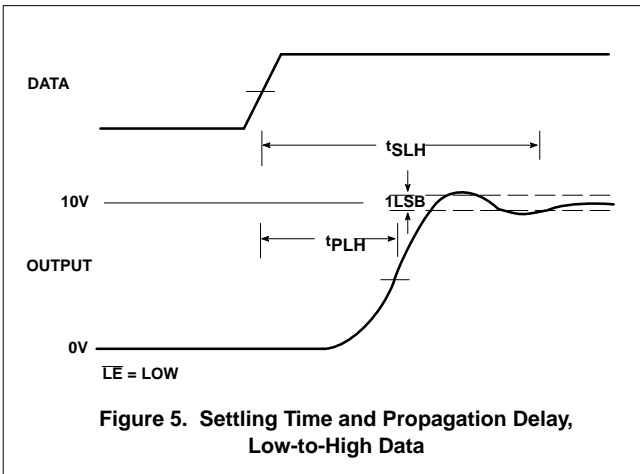 DATA
tSLH
10V
1LSB
tPLH
OUTPUT
0V
LE = LOW
Figure 5. Settling Time and Propagation Delay,
Low-to-High Data